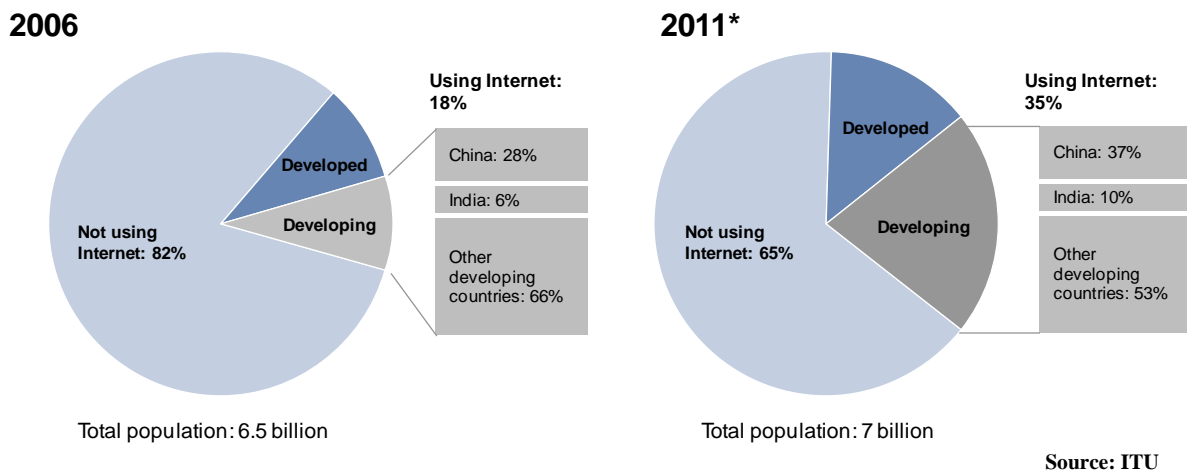 2006
Using Internet:
18%
Developed
China: 28%
India: 6%
Developing
Not using
Internet: 82%
Other
developing
countries: 66%
Total population: 6.5 billion
2011*
Using Internet:
35%
Developed
China: 37%
India: 10%
Developing
Not using
Internet: 65%
Other
developing
countries: 53%
Total population: 7 billion
Source: ITU